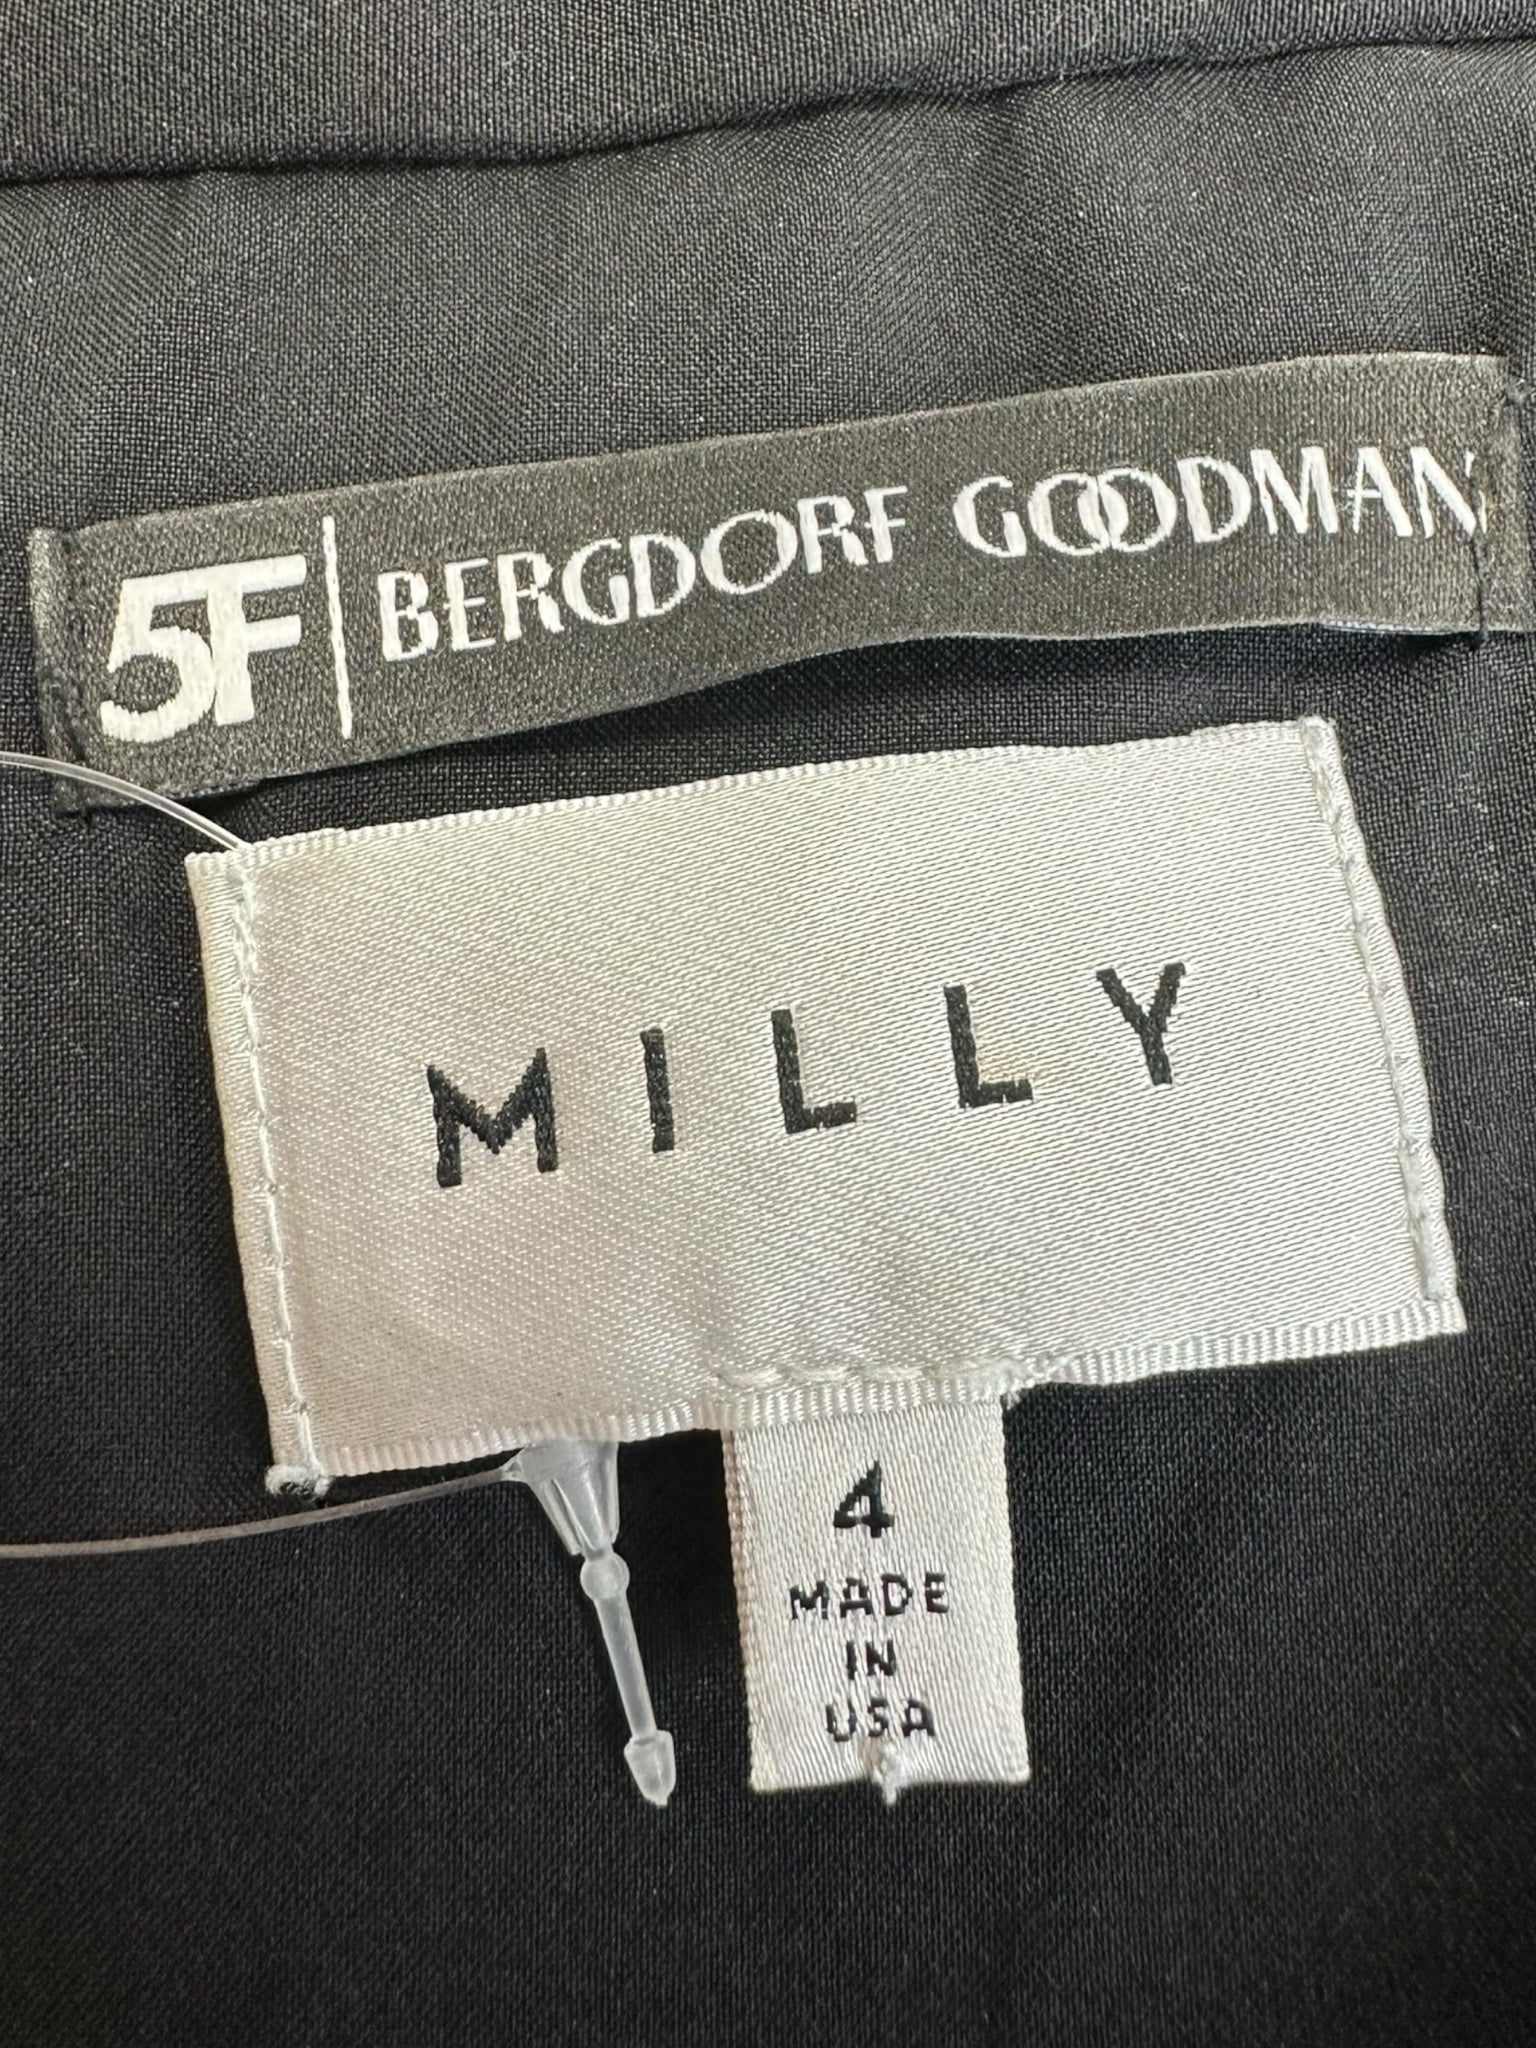 5F | BERGDORF GOODMAN
MILLY
4
MADE
IN
USA